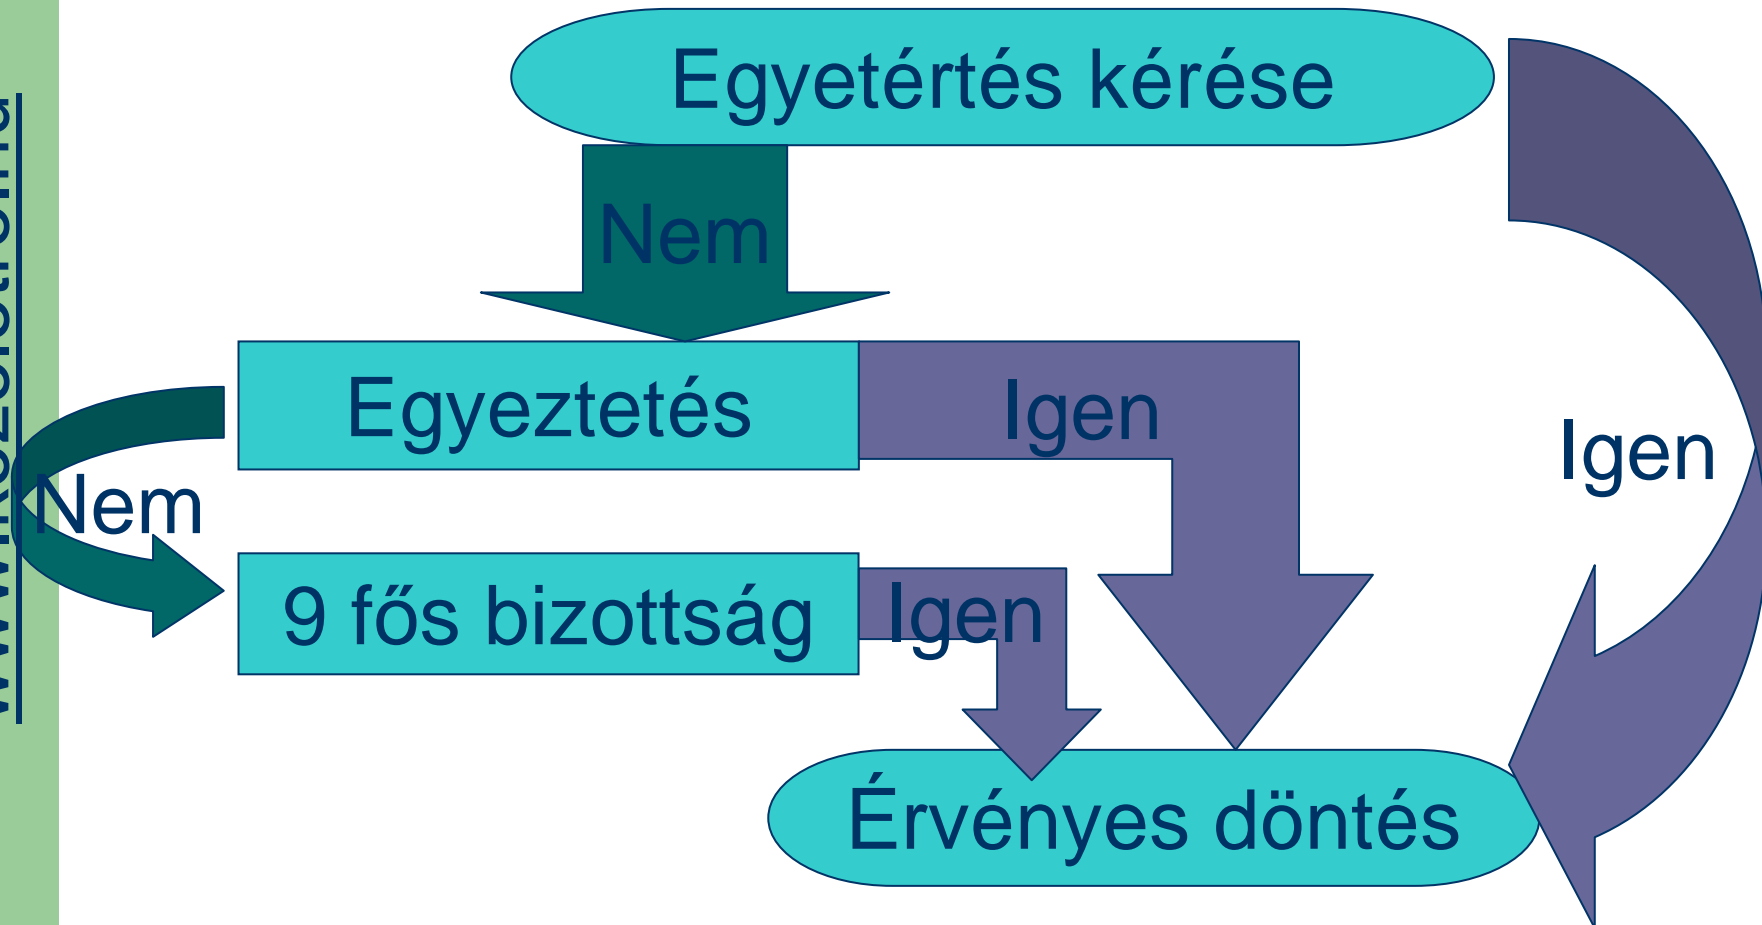 Egyetértés kérése
Nem
Egyeztetés
Igen
Igen
Nem
9 fős bizottság
Igen
Érvényes döntés